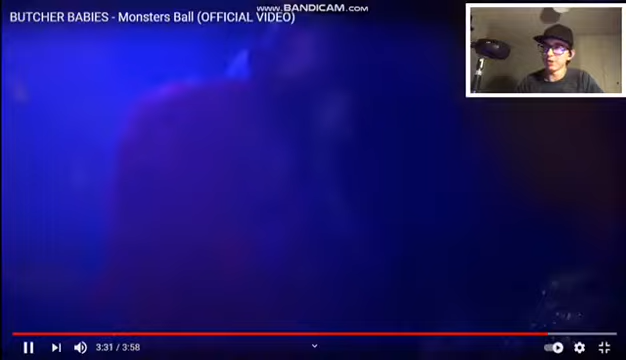 www.BANDICAM.com
BUTCHER BABIES - Monsters Ball (OFFICIAL VIDEO)
3:31 / 3:58